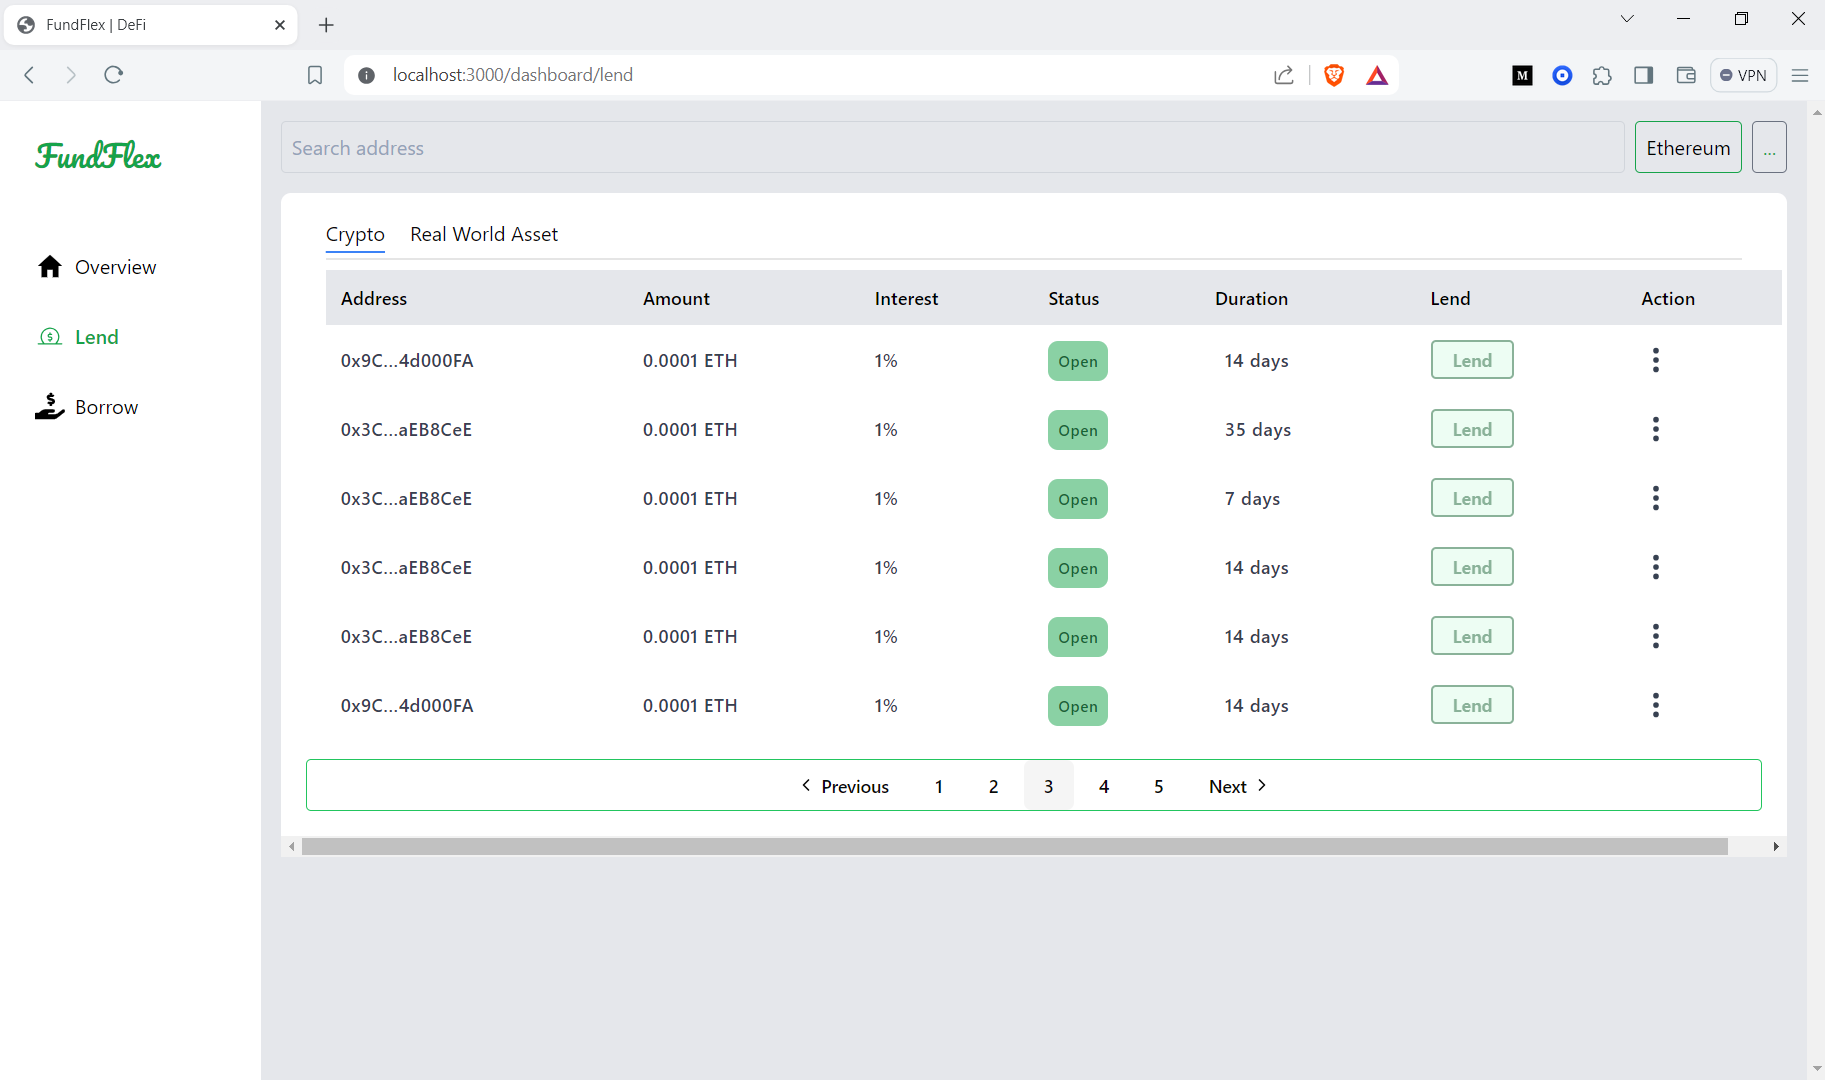 FundFlex | DeFi
localhost:3000/dashboard/lend
M
VPN
FundFlex
Overview
Lend
Borrow
Search address
Ethereum
...
Crypto Real World Asset
Address Amount Interest Status Duration Lend Action
0x9C...4d000FA 0.0001 ETH 1% Open 14 days Lend
0x3C...aEB8CeE 0.0001 ETH 1% Open 35 days Lend
0x3C...aEB8CeE 0.0001 ETH 1% Open 7 days Lend
0x3C...aEB8CeE 0.0001 ETH 1% Open 14 days Lend
0x3C...aEB8CeE 0.0001 ETH 1% Open 14 days Lend
0x9C...4d000FA 0.0001 ETH 1% Open 14 days Lend
Previous 1 2 3 4 5 Next